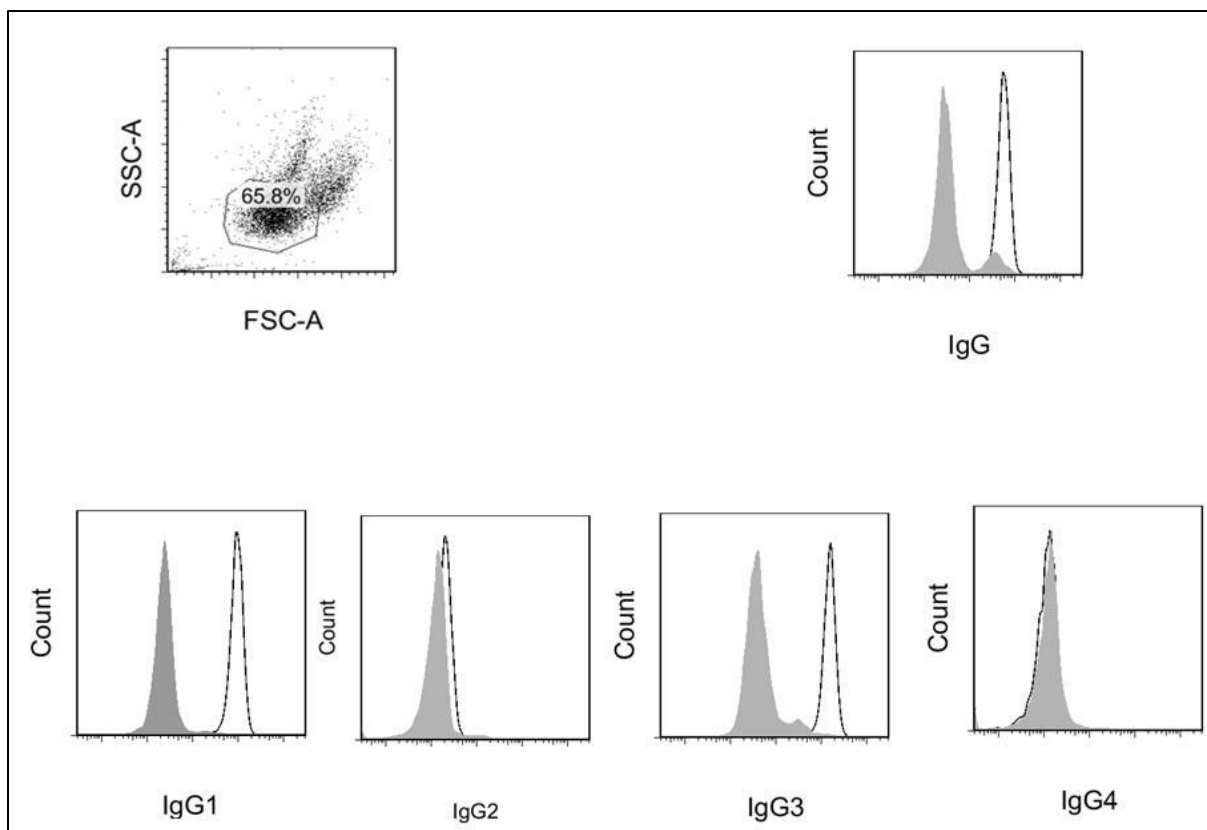 SSC-A
65.8%
FSC-A
Count
IgG
Count
IgG1
Count
IgG2
Count
IgG3
Count
IgG4